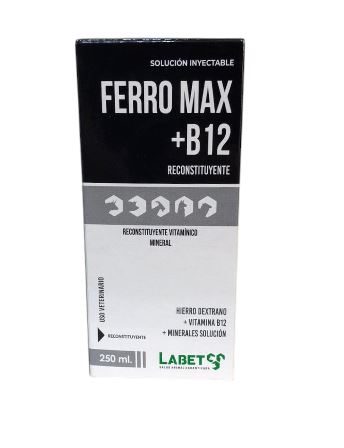 SOLUCIÓN INYECTABLE
FERRO MAX
+B12
RECONSTITUYENTE
RECONSTITUYENTE VITAMÍNICO
MINERAL
USO VETERINARIO
HIERRO DEXTRANO
+ VITAMINA B12
+ MINERALES SOLUCIÓN
RECONSTITUYENTE
250 ml.
LABET